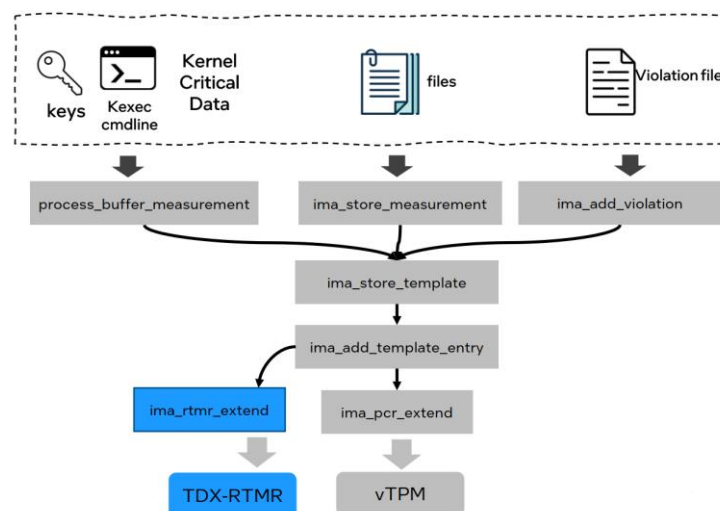 keys
Kexec
cmdline
Kernel
Critical
Data
files
Violation file
process_buffer_measurement
ima_store_measurement
ima_add_violation
ima_store_template
ima_add_template_entry
ima_rtmr_extend
ima_pcr_extend
TDX-RTMR
vTPM